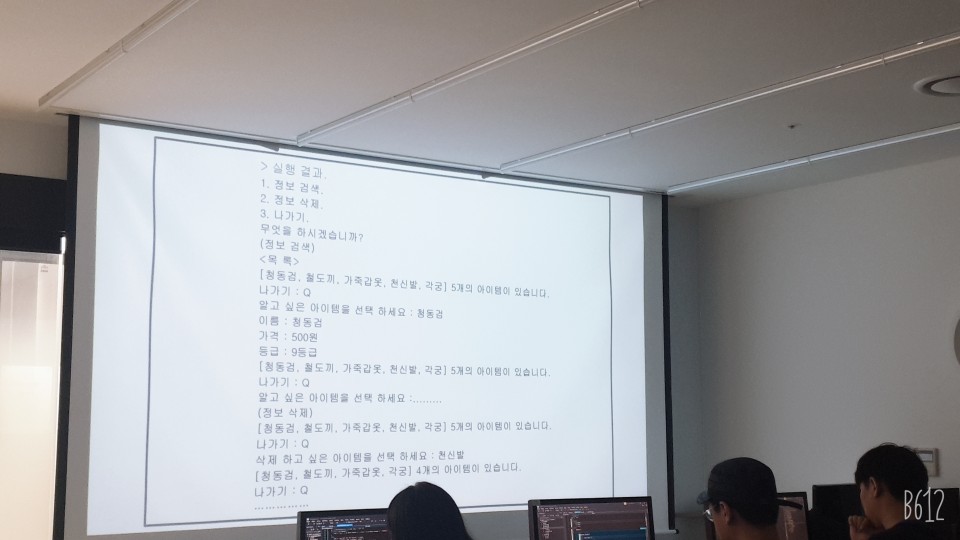 > 실행 결과.
1. 정보 검색.
2. 정보 삭제.
3. 나가기.
무엇을 하시겠습니까?
(정보 검색)
<목 록>
[청동검, 철도끼, 가죽갑옷, 천신발, 각궁] 5개의 아이템이 있습니다.
나가기 : Q
알고 싶은 아이템을 선택 하세요 : 청동검
이름 : 청동검
가격 : 500원
등급 : 9등급
[청동검, 철도끼, 가죽갑옷, 천신발, 각궁] 5개의 아이템이 있습니다.
나가기 : Q
알고 싶은 아이템을 선택 하세요 :.........
(정보 삭제)
[청동검, 철도끼, 가죽갑옷, 천신발, 각궁] 5개의 아이템이 있습니다.
나가기 : Q
삭제 하고 싶은 아이템을 선택 하세요 : 천신발
[청동검, 철도끼, 가죽갑옷, 각궁] 4개의 아이템이 있습니다.
나가기 : Q
..................
B612